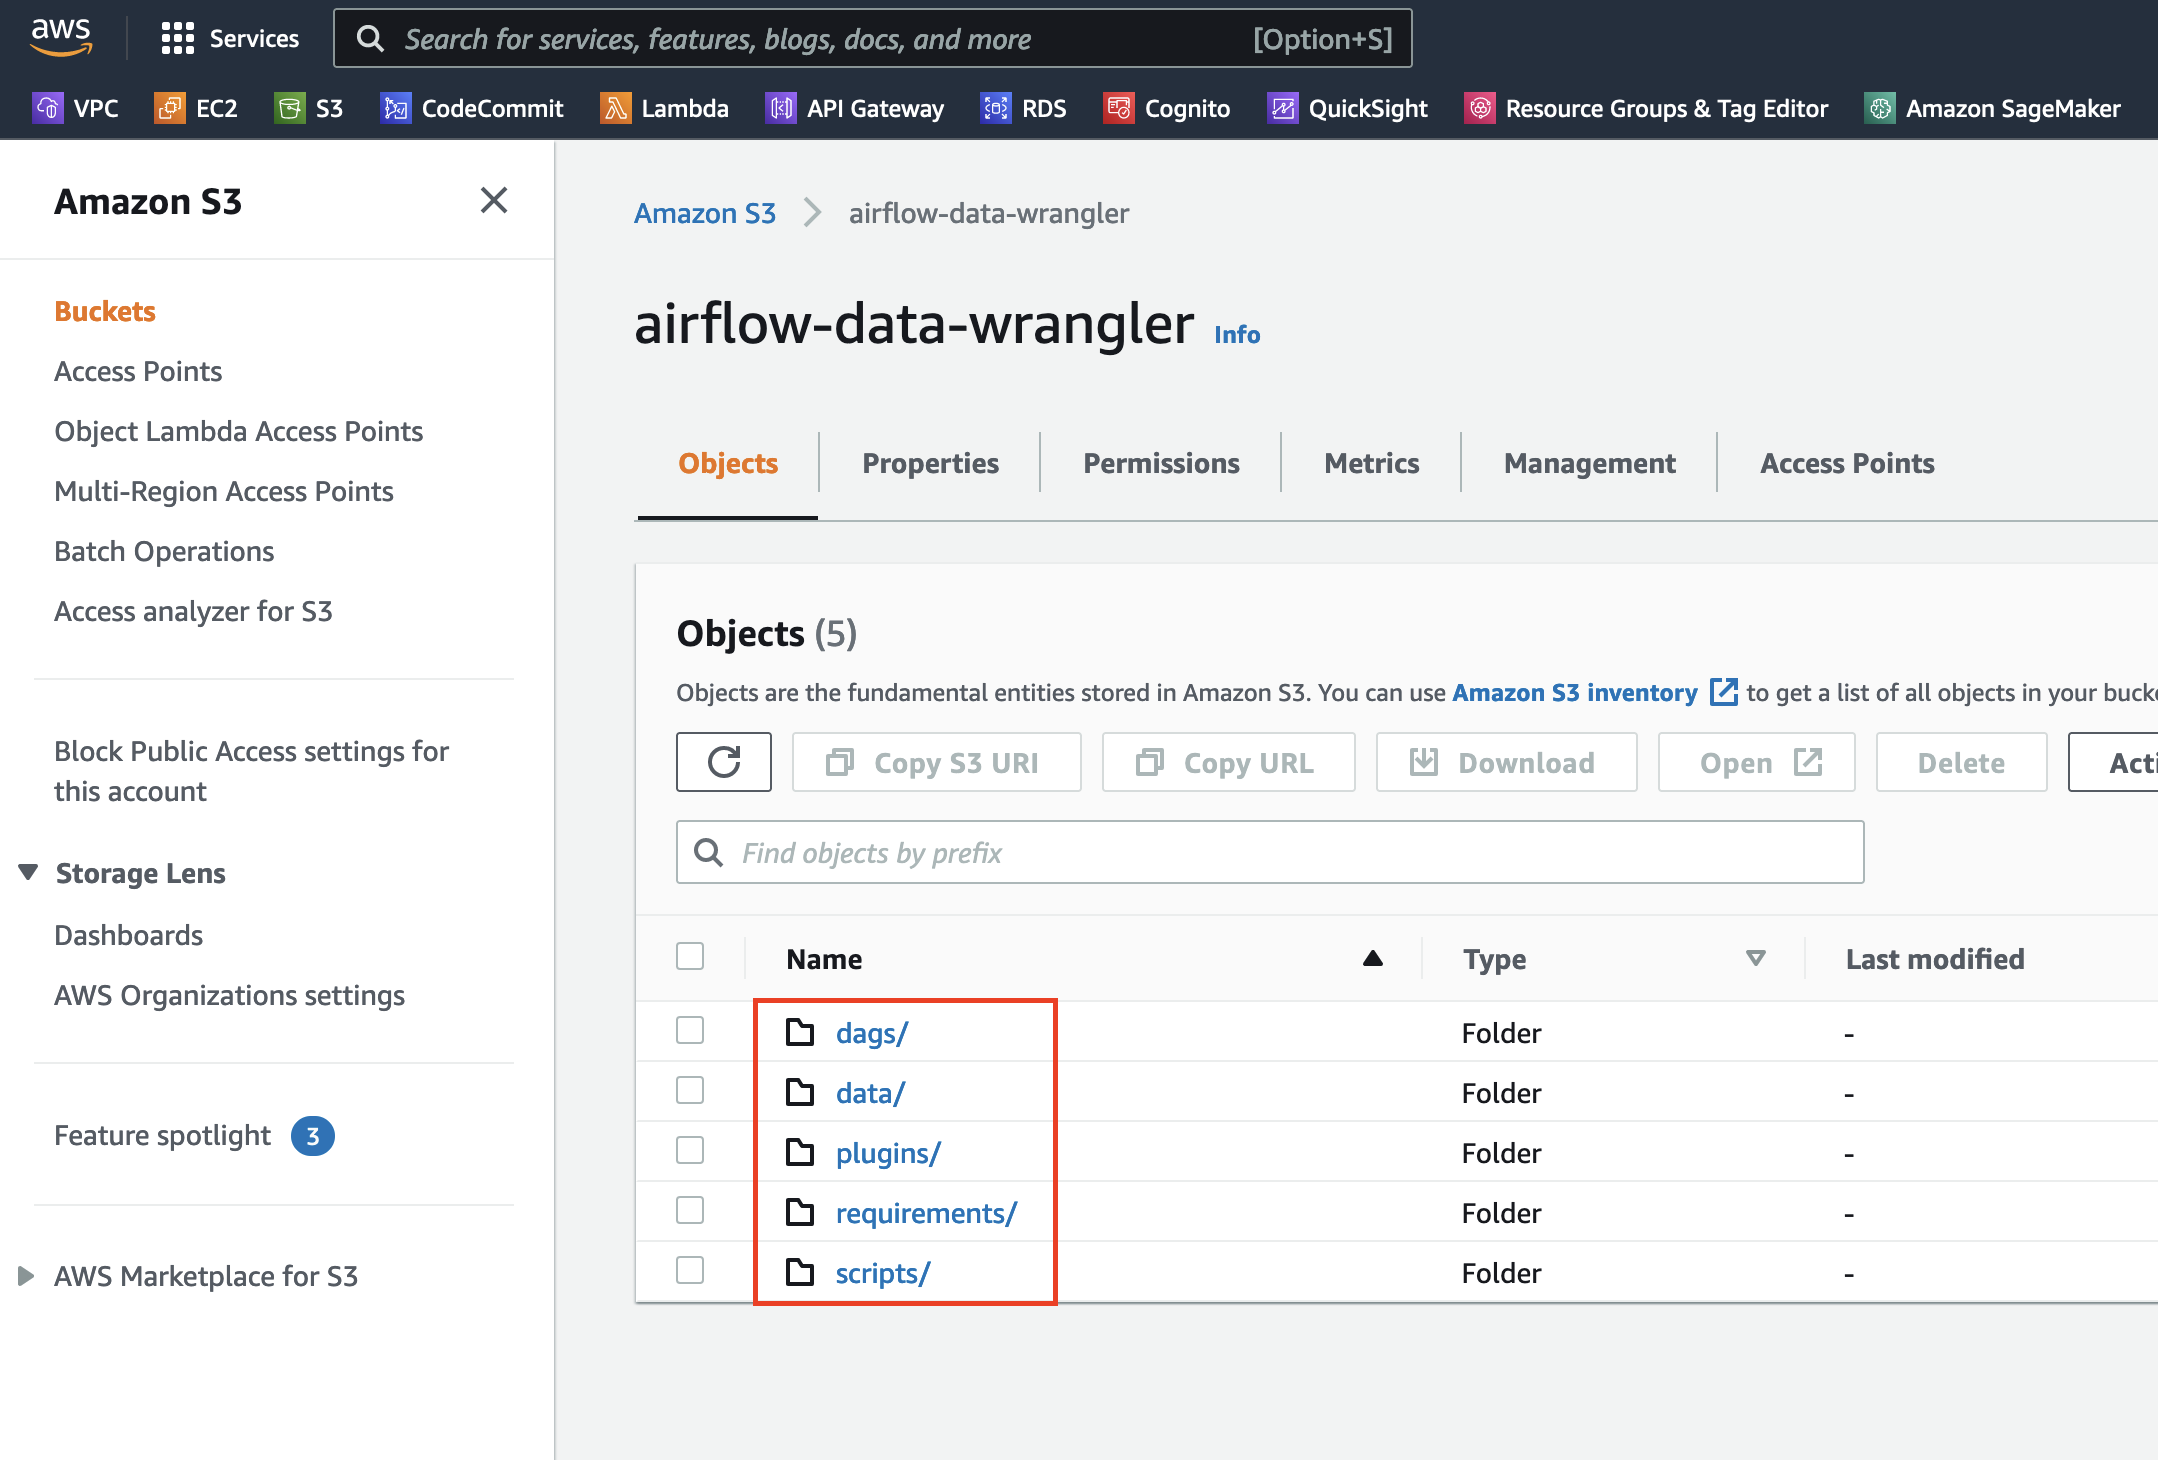 aws Services Search for services, features, blogs, docs, and more [Option+S]
VPC EC2 S3 CodeCommit Lambda API Gateway RDS Cognito QuickSight Resource Groups & Tag Editor Amazon SageMaker
Amazon S3
Buckets
Access Points
Object Lambda Access Points
Multi-Region Access Points
Batch Operations
Access analyzer for S3
Block Public Access settings for
this account
Storage Lens
Dashboards
AWS Organizations settings
Feature spotlight 3
AWS Marketplace for S3
Amazon S3 airflow-data-wrangler
airflow-data-wrangler Info
Objects Properties Permissions Metrics Management Access Points
Objects (5)
Objects are the fundamental entities stored in Amazon S3. You can use Amazon S3 inventory to get a list of all objects in your bucke
Copy S3 URI Copy URL Download Open Delete Acti
Find objects by prefix
Name Type Last modified
dags/ Folder -
data/ Folder -
plugins/ Folder -
requirements/ Folder -
scripts/ Folder -